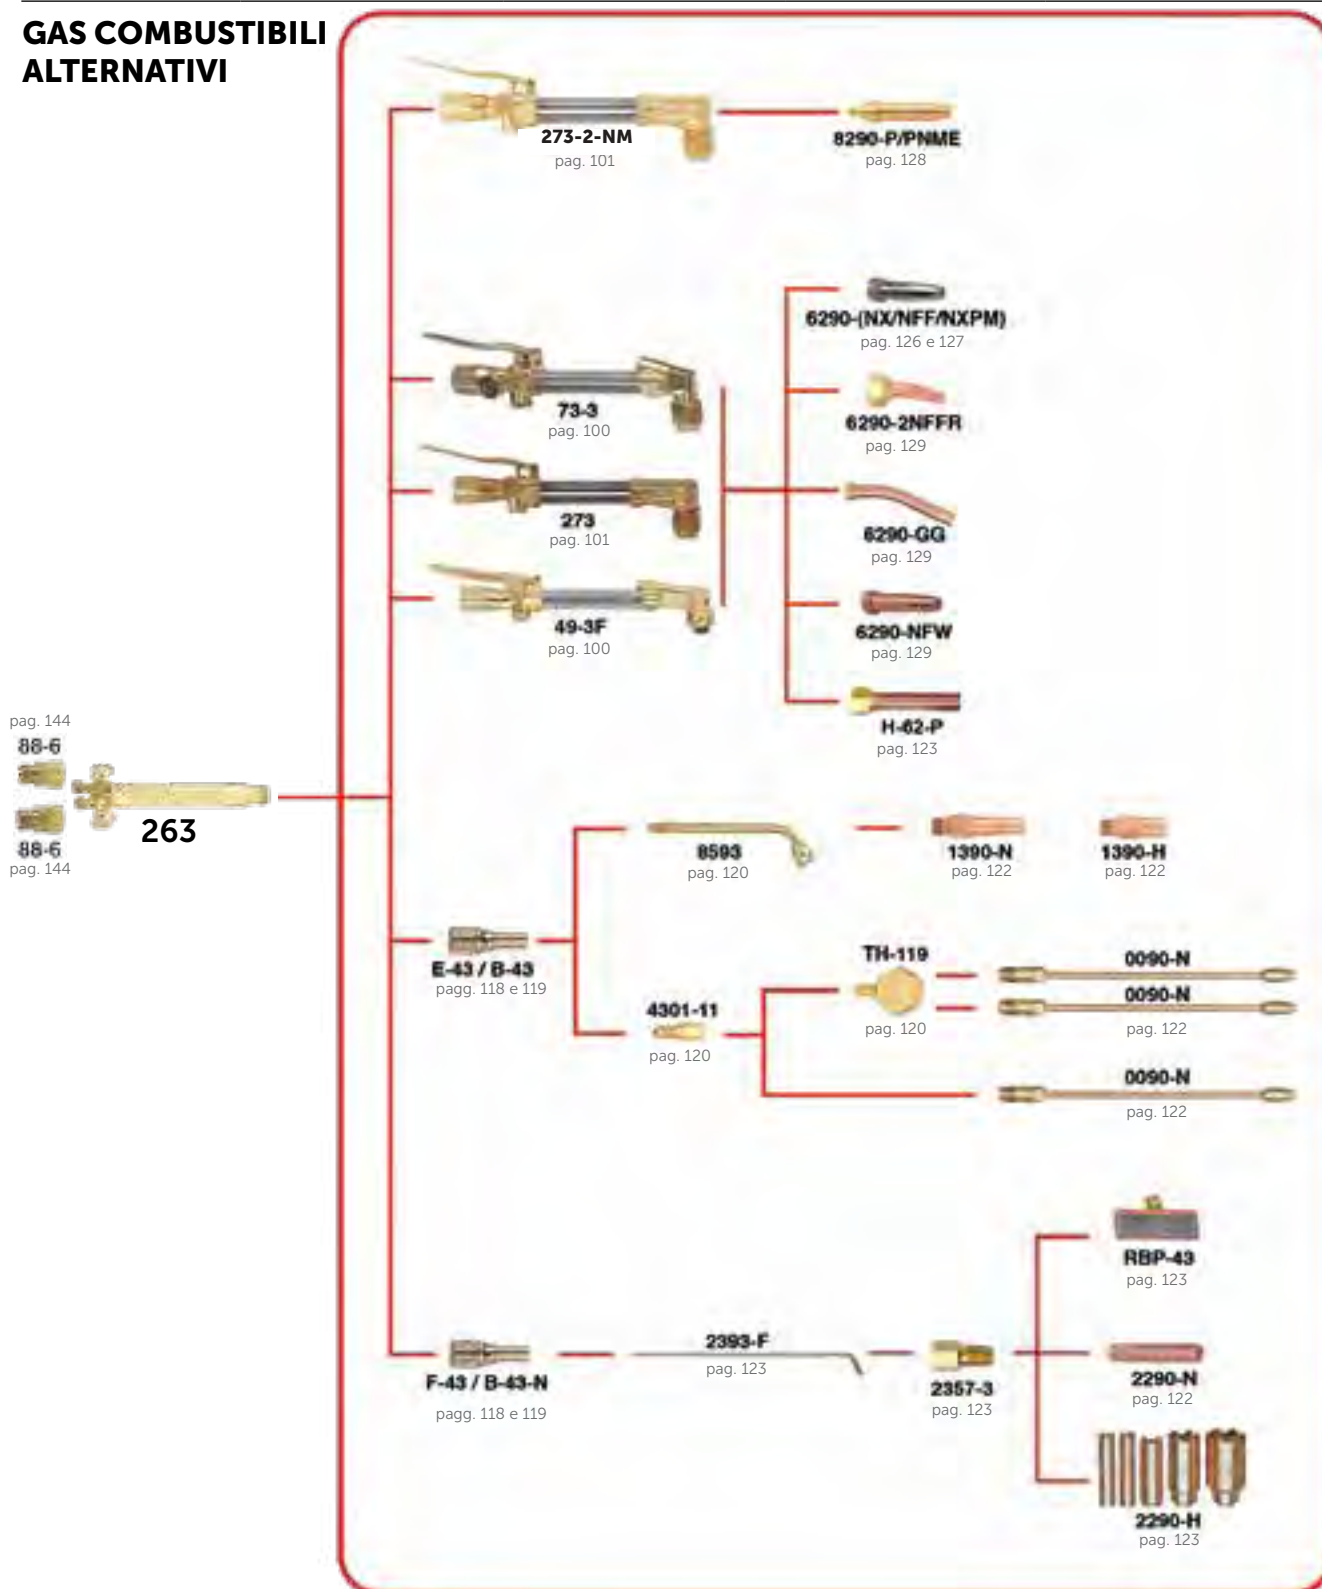 GAS COMBUSTIBILI
ALTERNATIVI
273-2-NM
pag. 101
8290-P/PNME
pag. 128
6290-(NX/NFF/NXPM)
pag. 126 e 127
73-3
pag. 100
6290-2NFFR
pag. 129
273
pag. 101
6290-GG
pag. 129
49-3F
pag. 100
6290-NFW
pag. 129
H-62-P
pag. 123
pag. 144
88-6
263
88-6
pag. 144
8593
pag. 120
1390-N
pag. 122
1390-H
pag. 122
E-43 / B-43
pagg. 118 e 119
TH-119
pag. 120
0090-N
0090-N
pag. 122
4301-11
pag. 120
0090-N
pag. 122
RBP-43
pag. 123
F-43 / B-43-N
pagg. 118 e 119
2393-F
pag. 123
2357-3
pag. 123
2290-N
pag. 122
2290-H
pag. 123